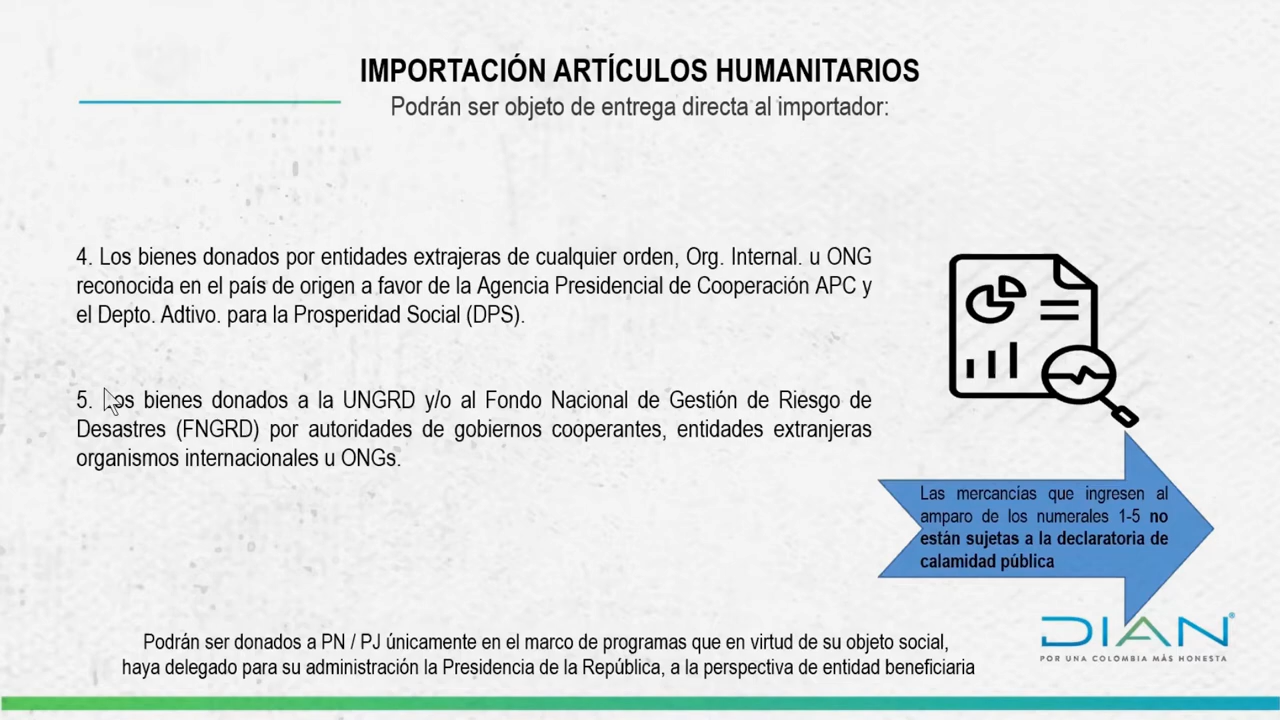 IMPORTACIÓN ARTÍCULOS HUMANITARIOS
Podrán ser objeto de entrega directa al importador:
4. Los bienes donados por entidades extrajeras de cualquier orden, Org. Internal. u ONG
reconocida en el país de origen a favor de la Agencia Presidencial de Cooperación APC y
el Depto. Adtivo. para la Prosperidad Social (DPS).
5. Los bienes donados a la UNGRD y/o al Fondo Nacional de Gestión de Riesgo de
Desastres (FNGRD) por autoridades de gobiernos cooperantes, entidades extranjeras
organismos internacionales u ONGs.
Las mercancías que ingresen al
amparo de los numerales 1-5 no
están sujetas a la declaratoria de
calamidad pública
Podrán ser donados a PN / PJ únicamente en el marco de programas que en virtud de su objeto social,
haya delegado para su administración la Presidencia de la República, a la perspectiva de entidad beneficiaria
DIAN®
POR UNA COLOMBIA MÁS HONESTA